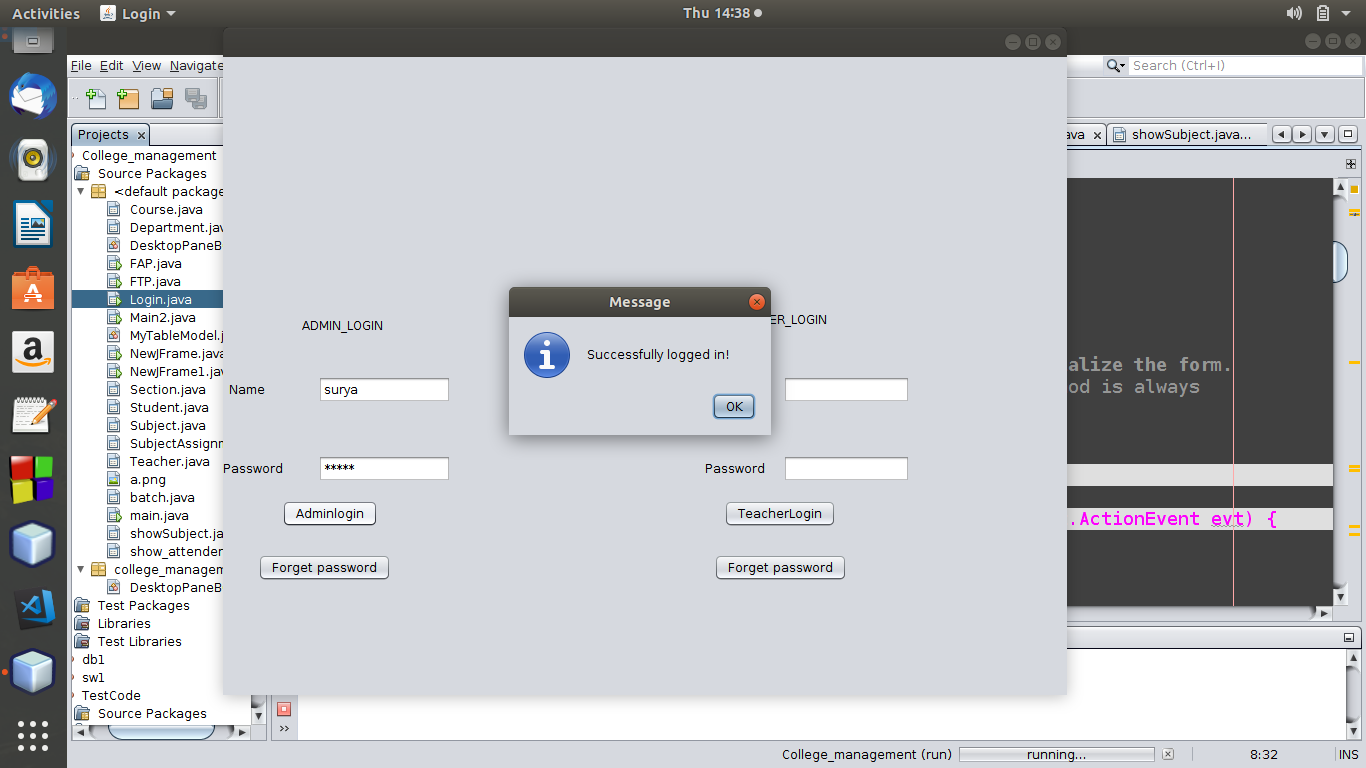 Activities Login Thu 14:38
File Edit View Navigate Search (Ctrl+I)
Projects ava showSubject.java...
College_management
Source Packages
<default package
Course.java
Department.jav
DesktopPaneB
FAP.java
FTP.java
Login.java
Main2.java
MyTableModel.j
NewJFrame.java
NewJFrame1.java
Section.java
Student.java
Subject.java
SubjectAssignm
Teacher.java
a.png
batch.java
main.java
showSubject.ja
show_attender
college_managem
DesktopPaneB
Test Packages
Libraries
Test Libraries
db1
sw1
TestCode
Source Packages
ADMIN_LOGIN
ER_LOGIN
Name surya
Password *****
Password
Adminlogin
TeacherLogin
Forget password
Forget password
Message
Successfully logged in!
OK
alize the form.
od is always
.ActionEvent evt) {
College_management (run) running... 8:32 INS